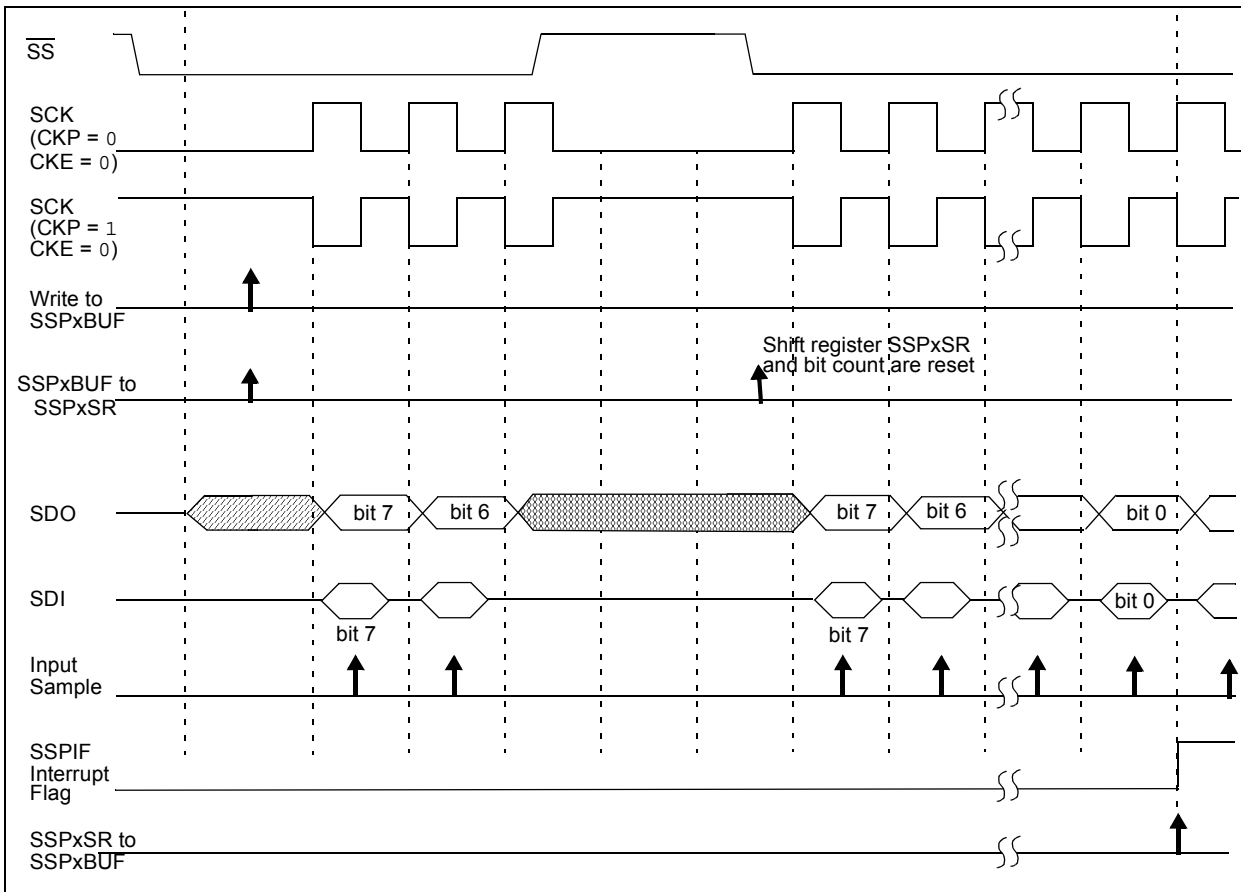 SS
SCK
(CKP = 0
CKE = 0)
SCK
(CKP = 1
CKE = 0)
Write to
SSPxBUF
Shift register SSPxSR
and bit count are reset
SSPxBUF to
SSPxSR
SDO
bit 7
bit 6
bit 7
bit 6
bit 0
SDI
bit 0
bit 7
bit 7
Input
Sample
SSPIF
Interrupt
Flag
SSPxSR to
SSPxBUF